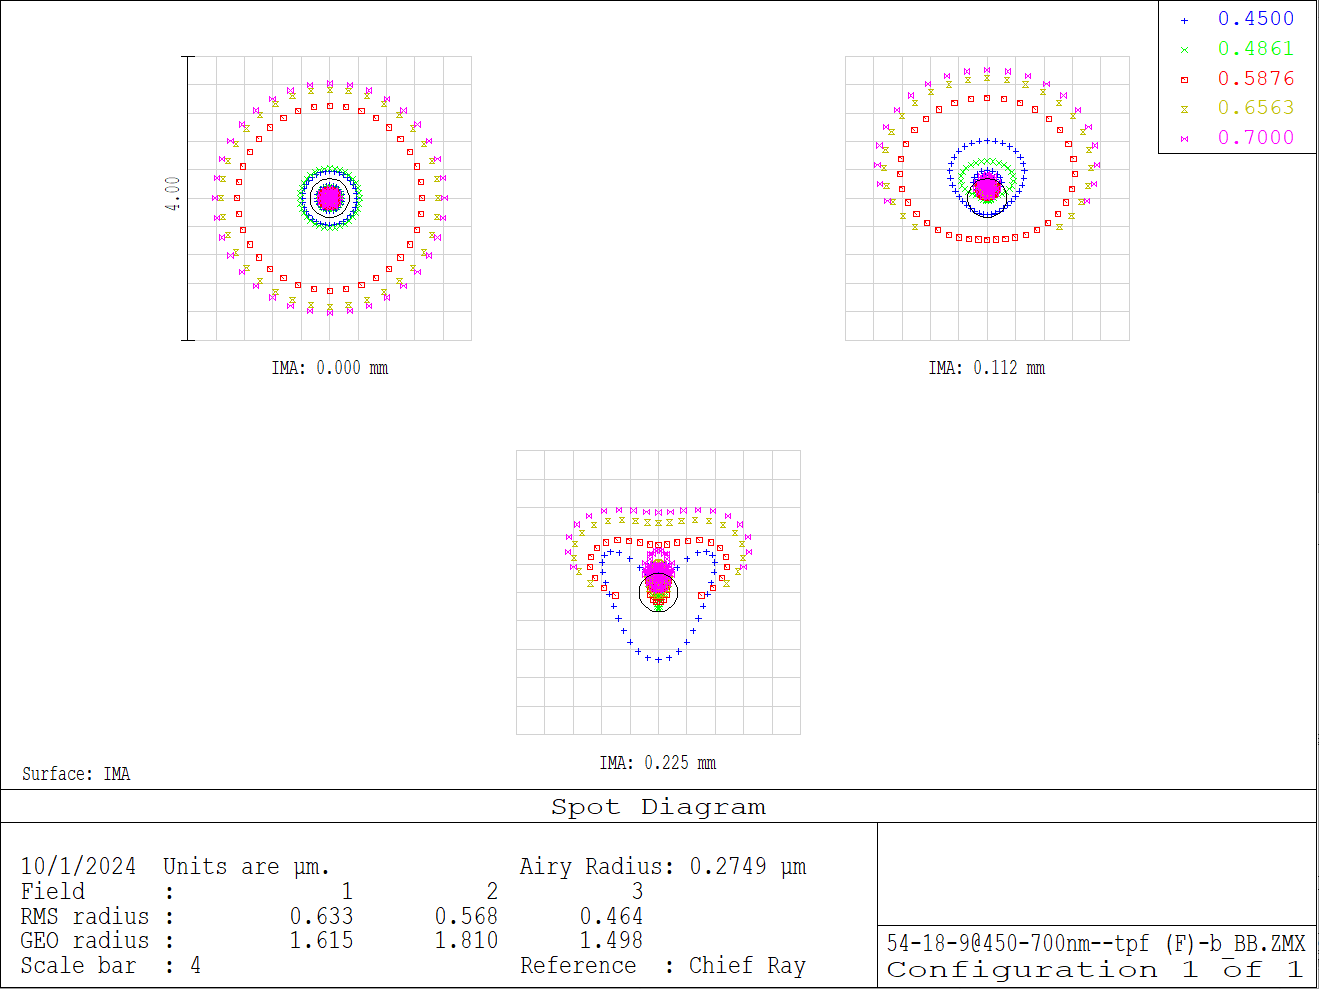 0.4500
0.4861
0.5876
0.6563
0.7000
4.00
IMA: 0.000 mm
IMA: 0.112 mm
IMA: 0.225 mm
Surface: IMA
Spot Diagram
10/1/2024 Units are µm. Airy Radius: 0.2749 µm
Field : 1 2 3
RMS radius : 0.633 0.568 0.464
GEO radius : 1.615 1.810 1.498
Scale bar : 4 Reference : Chief Ray
54-18-9@450-700nm--tpf (F)-b_BB.ZMX
Configuration 1 of 1